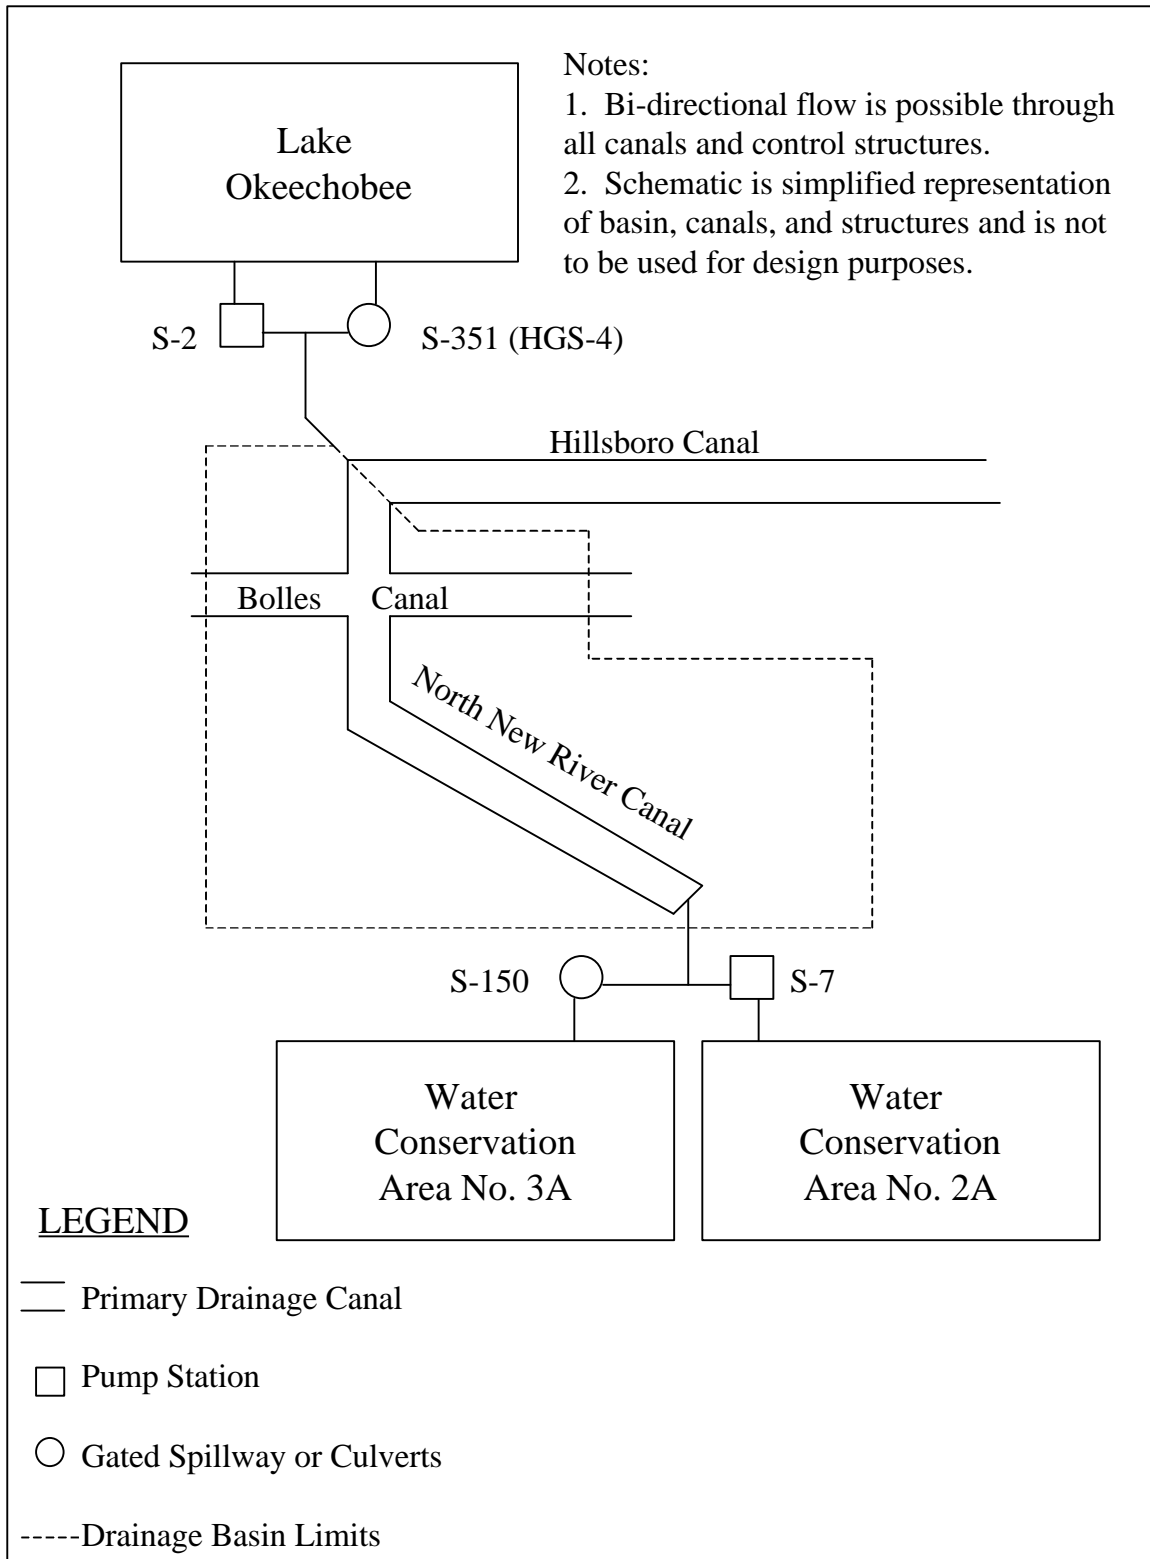 Lake
Okeechobee
Notes:
1.  Bi-directional flow is possible through
all canals and control structures.
2.  Schematic is simplified representation
of basin, canals, and structures and is not
to be used for design purposes.
S-2
S-351 (HGS-4)
Hillsboro Canal
Bolles Canal
North New River Canal
S-150
S-7
Water
Conservation
Area No. 3A
Water
Conservation
Area No. 2A
LEGEND
Primary Drainage Canal
Pump Station
Gated Spillway or Culverts
Drainage Basin Limits